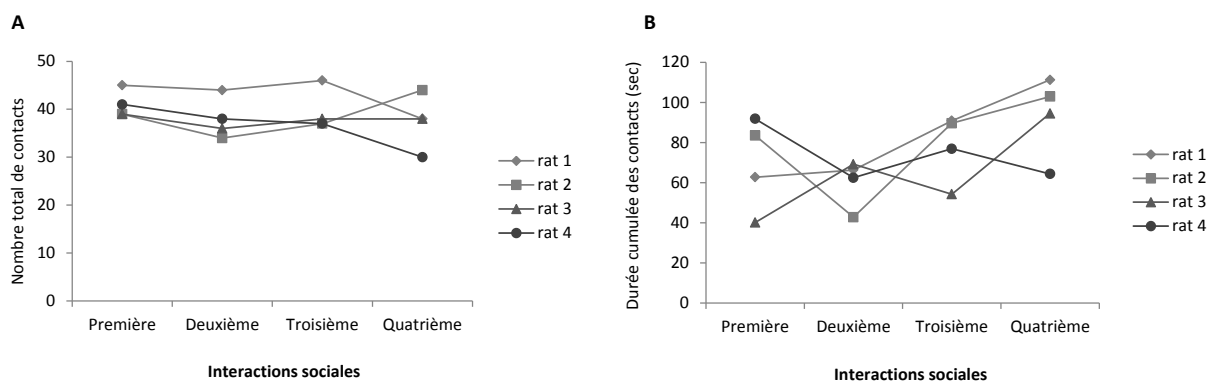 A
Nombre total de contacts
50
40
30
20
10
0
Première Deuxième Troisième Quatrième
Interactions sociales
rat 1
rat 2
rat 3
rat 4
B
Durée cumulée des contacts (sec)
120
100
80
60
40
20
0
Première Deuxième Troisième Quatrième
Interactions sociales
rat 1
rat 2
rat 3
rat 4